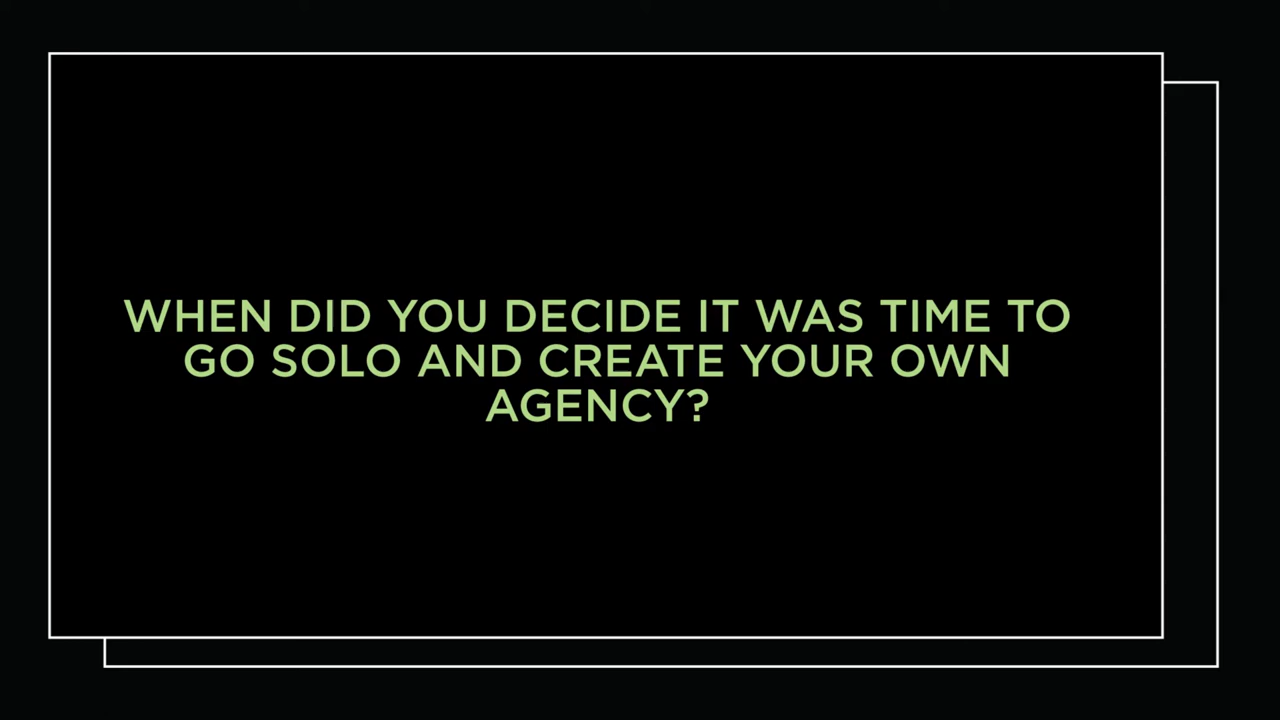 WHEN DID YOU DECIDE IT WAS TIME TO
GO SOLO AND CREATE YOUR OWN
AGENCY?